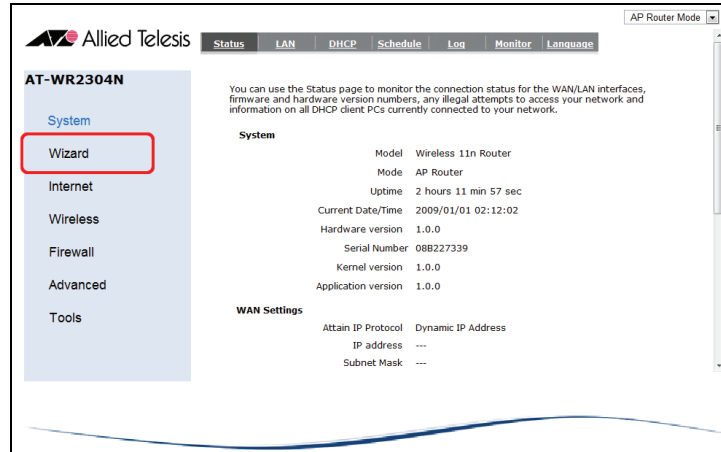 AP Router Mode
Allied Telesis
Status LAN DHCP Schedule Log Monitor Language
AT-WR2304N
System
Wizard
Internet
Wireless
Firewall
Advanced
Tools
You can use the Status page to monitor the connection status for the WAN/LAN interfaces,
firmware and hardware version numbers, any illegal attempts to access your network and
information on all DHCP client PCs currently connected to your network.
System
Model Wireless 11n Router
Mode AP Router
Uptime 2 hours 11 min 57 sec
Current Date/Time 2009/01/01 02:12:02
Hardware version 1.0.0
Serial Number 08B227339
Kernel version 1.0.0
Application version 1.0.0
WAN Settings
Attain IP Protocol Dynamic IP Address
IP address ---
Subnet Mask ---